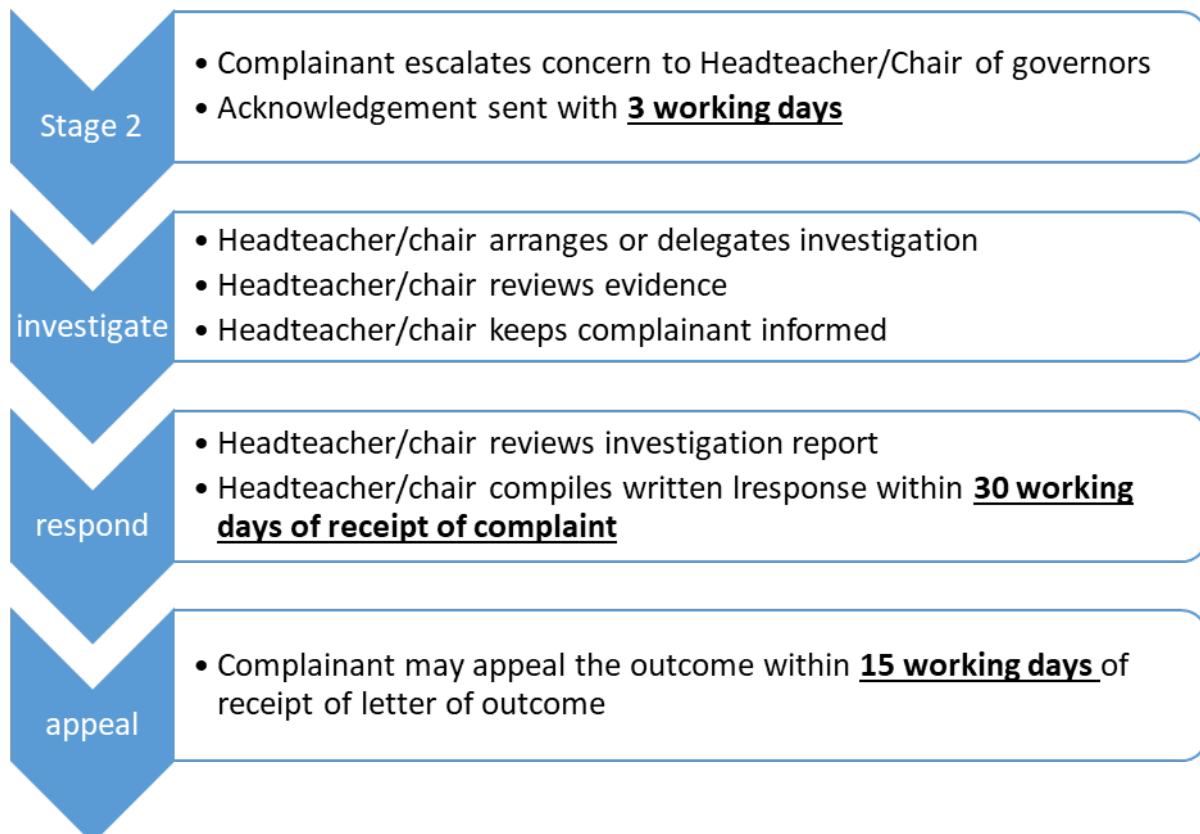 Stage 2
• Complainant escalates concern to Headteacher/Chair of governors
• Acknowledgement sent with 3 working days
investigate
• Headteacher/chair arranges or delegates investigation
• Headteacher/chair reviews evidence
• Headteacher/chair keeps complainant informed
respond
• Headteacher/chair reviews investigation report
• Headteacher/chair compiles written lresponse within 30 working
days of receipt of complaint
appeal
• Complainant may appeal the outcome within 15 working days of
receipt of letter of outcome